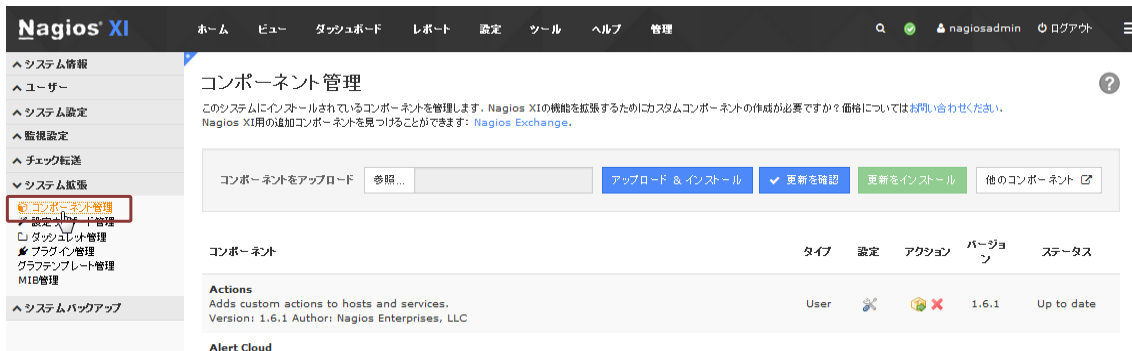 Nagios® XI
ホーム ビュー ダッシュボード レポート 設定 ツール ヘルプ 管理 nagiosadmin ログアウト
システム情報
ユーザー
システム設定
監視設定
チェック転送
システム拡張
コンポーネント管理
ダッシュレット管理
プラグイン管理
グラフテンプレート管理
MIB管理
システムバックアップ
コンポーネント管理
このシステムにインストールされているコンポーネントを管理します. Nagios XIの機能を拡張するためにカスタムコンポーネントの作成が必要ですか？価格についてはお問い合わせください.
Nagios XI用の追加コンポーネントを見つけることができます: Nagios Exchange.
コンポーネントをアップロード 参照... アップロード & インストール 更新を確認 更新をインストール 他のコンポーネント
コンポーネント タイプ 設定 アクション バージョン ステータス
Actions
Adds custom actions to hosts and services.
Version: 1.6.1 Author: Nagios Enterprises, LLC
User 1.6.1 Up to date
Alert Cloud